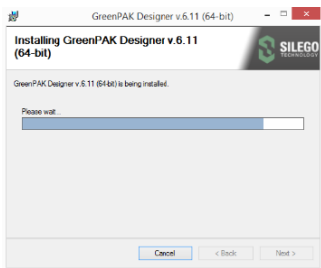 GreenPAK Designer v.6.11 (64-bit)
Installing GreenPAK Designer v.6.11
(64-bit)
SILEGO
TECHNOLOGY
GreenPAK Designer v.6.11 (64-bit) is being installed.
Please wait...
Cancel
< Back
Next >